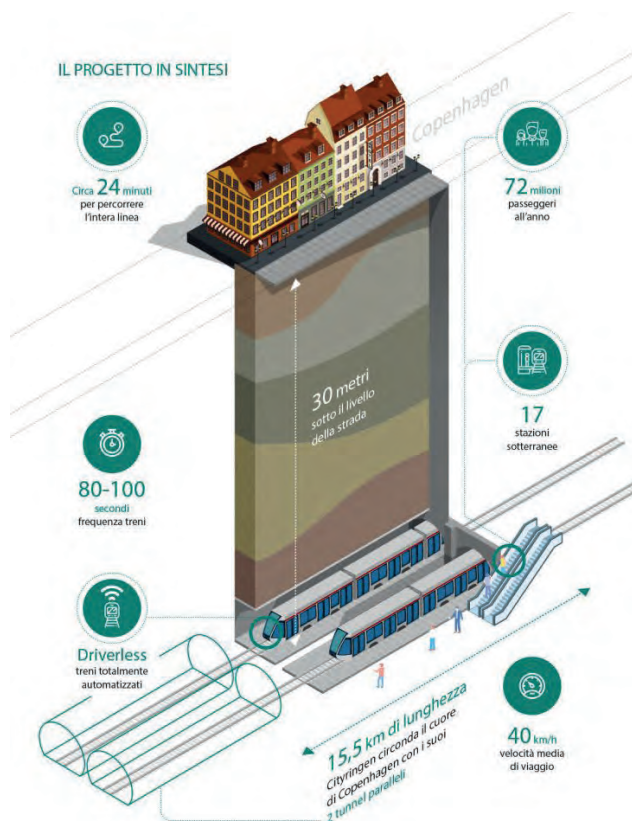 IL PROGETTO IN SINTESI
Copenhagen
Circa 24 minuti
per percorrere
l'intera linea
72 milioni
passeggeri
all'anno
30 metri
sotto il livello
della strada
17
stazioni
sotterranee
80-100
secondi
frequenza treni
Driverless
treni totalmente
automatizzati
15,5 km di lunghezza
Cityringen circonda il cuore
di Copenhagen con i suoi
2 tunnel paralleli
40 km/h
velocità media
di viaggio